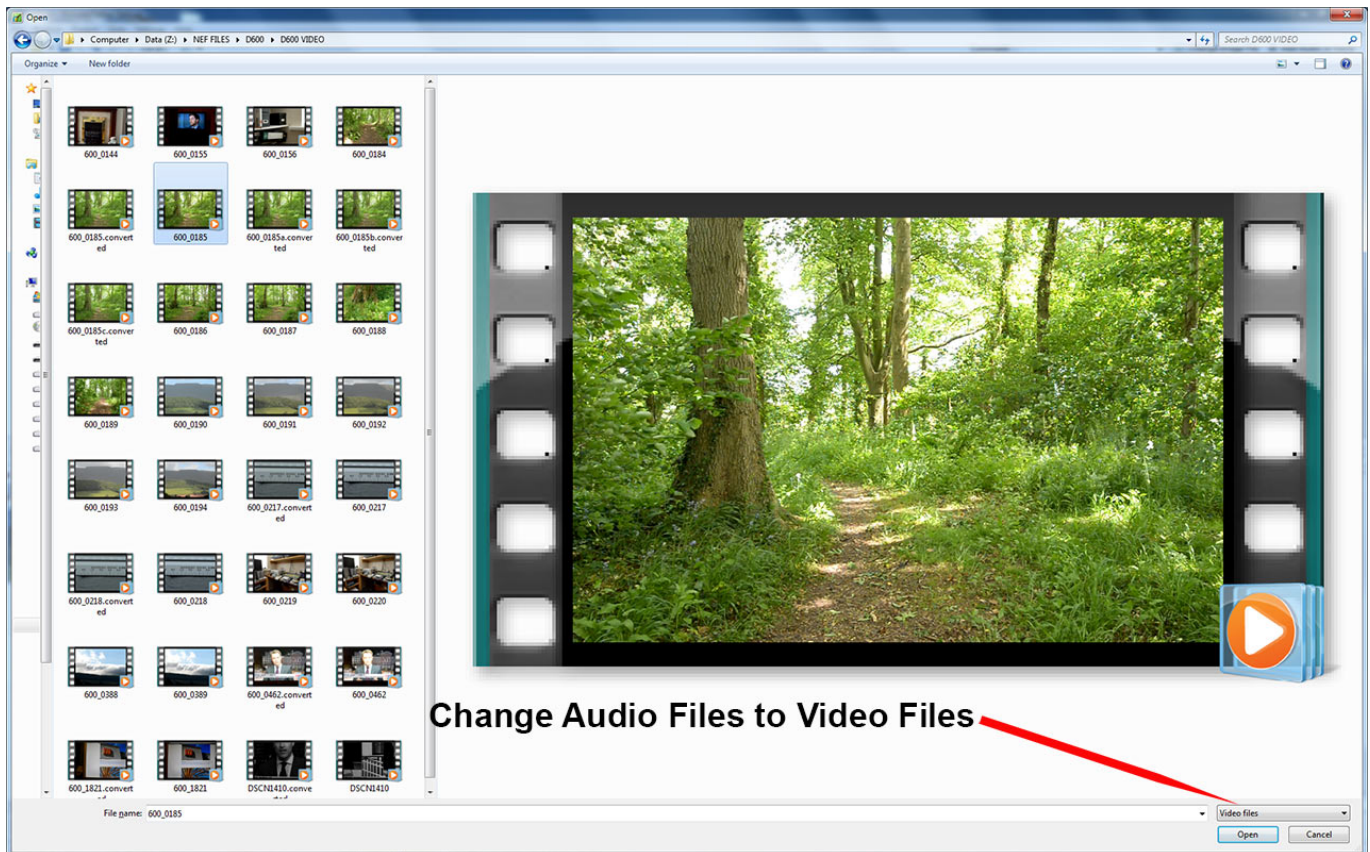 Open
Computer ▸ Data (Z:) ▸ NEF FILES ▸ D600 ▸ D600 VIDEO
Search D600 VIDEO
Organize
New folder
600_0144
600_0155
600_0156
600_0184
600_0185.convert
ed
600_0185
600_0185a.conver
ted
600_0185b.conver
ted
600_0185c.conver
ted
600_0186
600_0187
600_0188
600_0189
600_0190
600_0191
600_0192
600_0193
600_0194
600_0217.convert
ed
600_0217
600_0218.convert
ed
600_0218
600_0219
600_0220
600_0388
600_0389
600_0462.convert
ed
600_0462
Change Audio Files to Video Files
600_1821.convert
600_1821
DSCN1410.conve
DSCN1410
File name: 600_0185
Video files
Open
Cancel